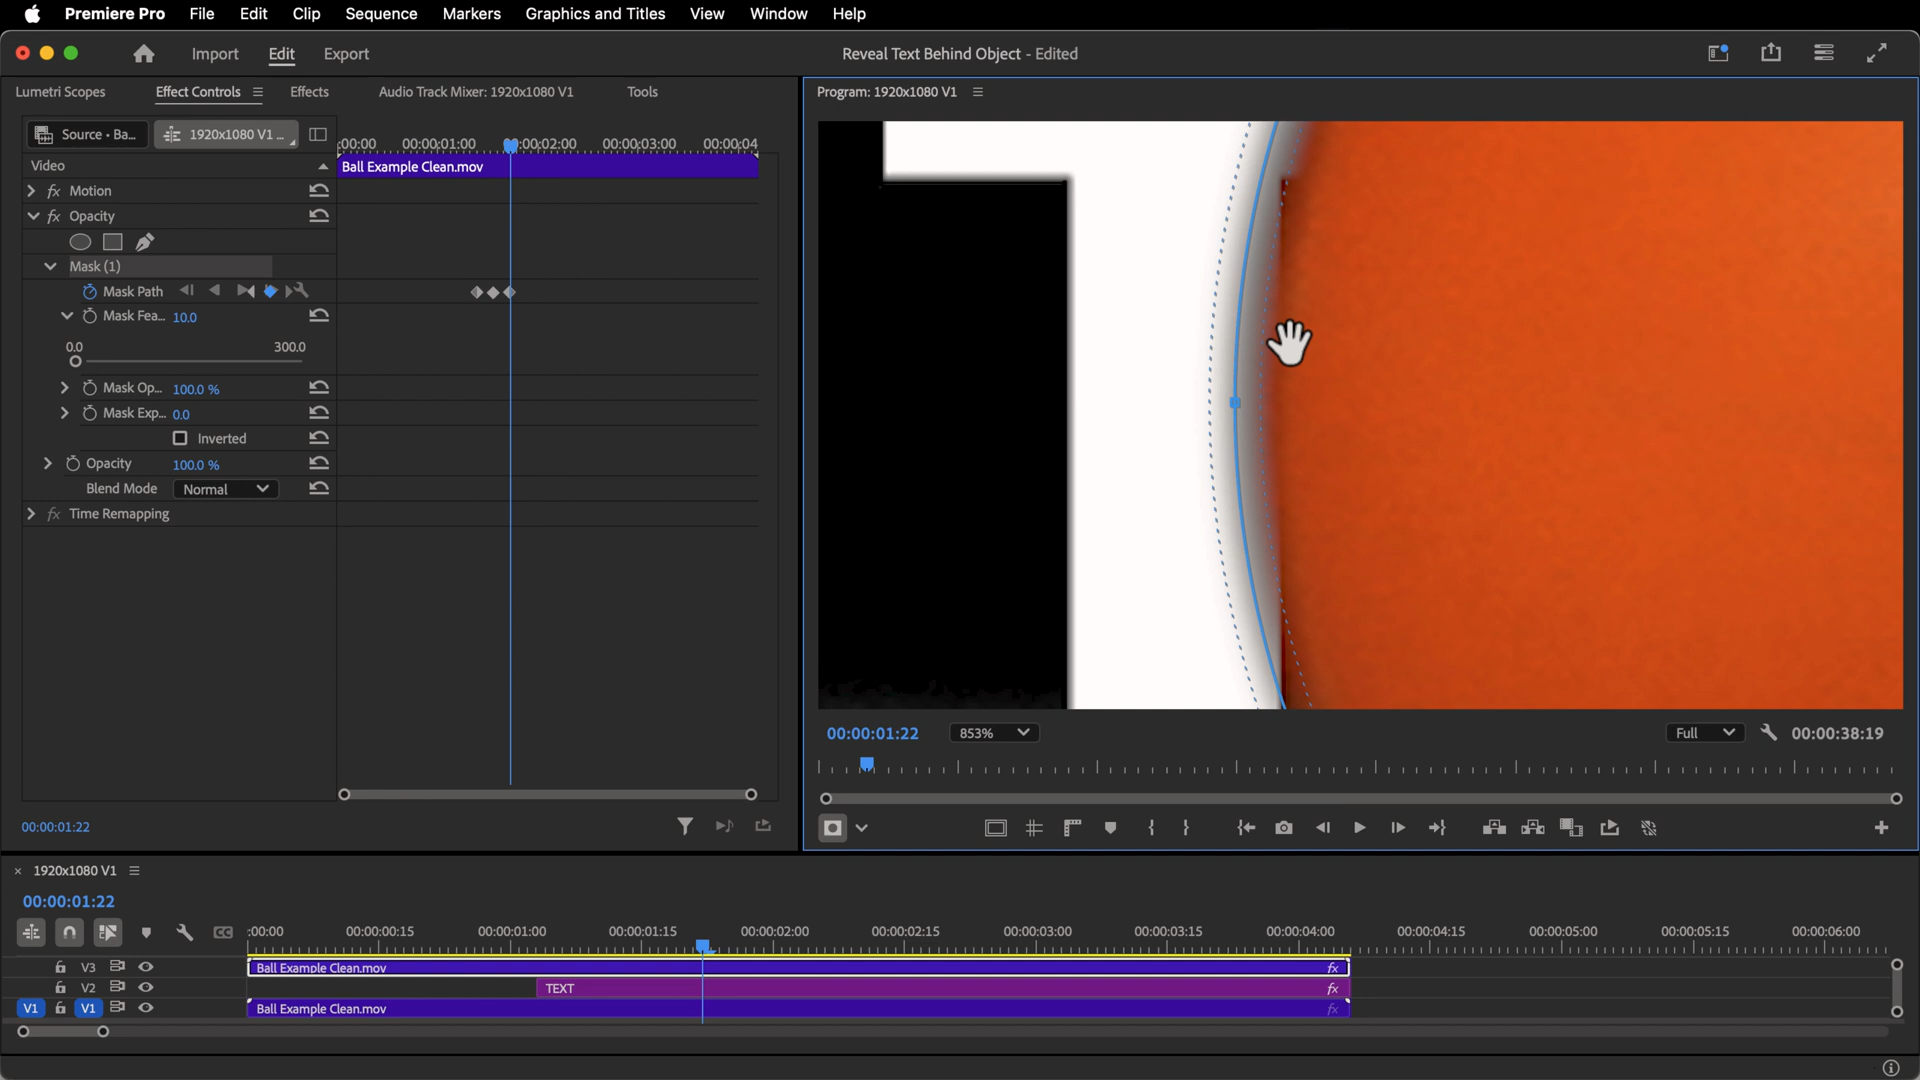 Premiere Pro File Edit Clip Sequence Markers Graphics and Titles View Window Help
Import Edit Export Reveal Text Behind Object - Edited
Lumetri Scopes Effect Controls Effects Audio Track Mixer: 1920x1080 V1 Tools
Program: 1920x1080 V1
Source • Ba... 1920x1080 V1 ...
:00:00 00:00:01:00 00:00:02:00 00:00:03:00 00:00:04
Video
Ball Example Clean.mov
fx Motion
fx Opacity
Mask (1)
Mask Path
Mask Fea... 10.0
0.0 300.0
Mask Op... 100.0 %
Mask Exp... 0.0
Inverted
Opacity 100.0 %
Blend Mode Normal
fx Time Remapping
00:00:01:22 853% Full 00:00:38:19
00:00:01:22
× 1920x1080 V1
00:00:01:22
CC
:00:00 00:00:00:15 00:00:01:00 00:00:01:15 00:00:02:00 00:00:02:15 00:00:03:00 00:00:03:15 00:00:04:00 00:00:04:15 00:00:05:00 00:00:05:15 00:00:06:00
V3 Ball Example Clean.mov fx
V2 TEXT fx
V1 V1 Ball Example Clean.mov fx